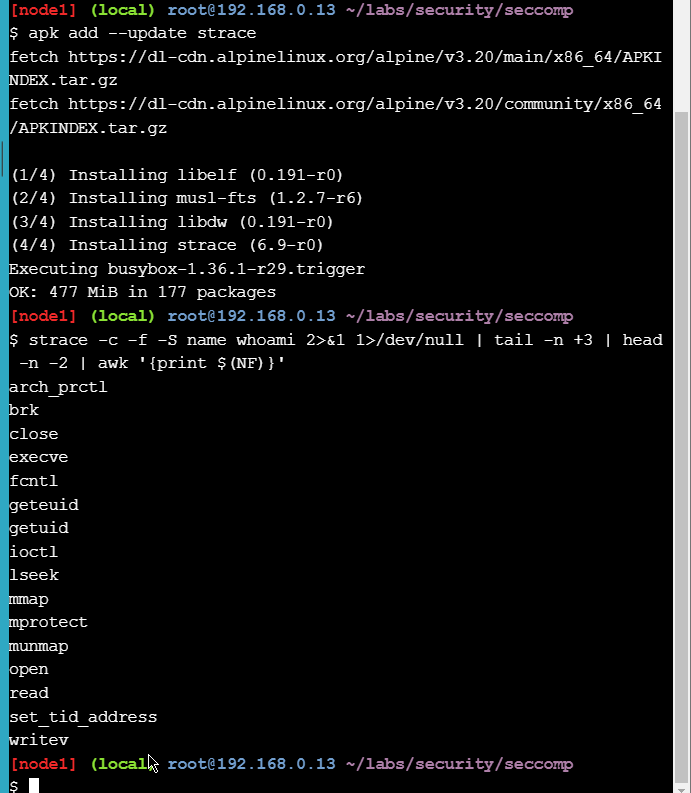 [node1] (local) root@192.168.0.13 ~/labs/security/seccomp
$ apk add --update strace
fetch https://dl-cdn.alpinelinux.org/alpine/v3.20/main/x86_64/APKI
NDEX.tar.gz
fetch https://dl-cdn.alpinelinux.org/alpine/v3.20/community/x86_64
/APKINDEX.tar.gz
(1/4) Installing libelf (0.191-r0)
(2/4) Installing musl-fts (1.2.7-r6)
(3/4) Installing libdw (0.191-r0)
(4/4) Installing strace (6.9-r0)
Executing busybox-1.36.1-r29.trigger
OK: 477 MiB in 177 packages
[node1] (local) root@192.168.0.13 ~/labs/security/seccomp
$ strace -c -f -S name whoami 2>&1 1>/dev/null | tail -n +3 | head
 -n -2 | awk '{print $(NF)}'
arch_prctl
brk
close
execve
fcntl
geteuid
getuid
ioctl
lseek
mmap
mprotect
munmap
open
read
set_tid_address
writev
[node1] (local) root@192.168.0.13 ~/labs/security/seccomp
$